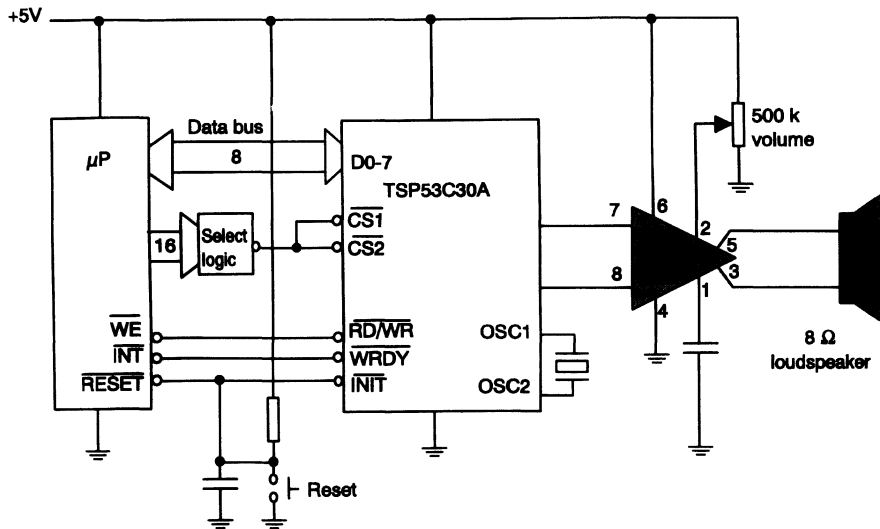 +5V
Data bus
8
µP
D0-7
TSP53C30A
500 k
volume
CS1
CS2
16
Select
logic
7
6
2
5
3
8
1
4
WE
RD/WR
INT
WRDY
RESET
INIT
OSC1
OSC2
8 Ω
loudspeaker
Reset